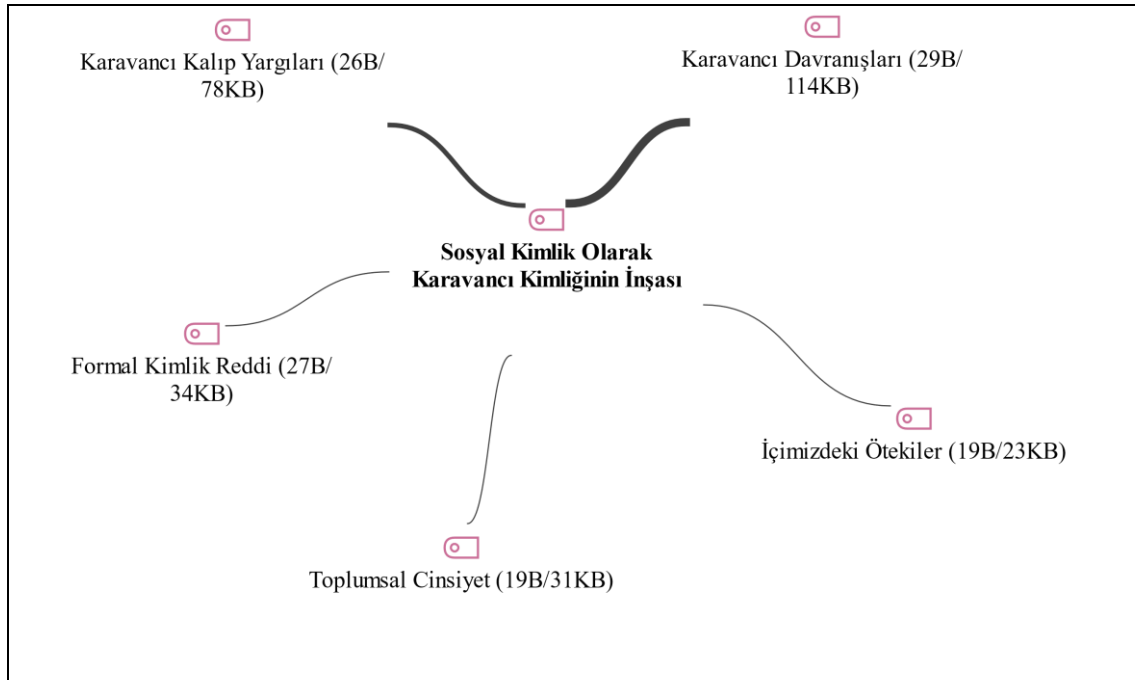 Karavancı Kalıp Yargıları (26B/
78KB)
Karavancı Davranışları (29B/
114KB)
Sosyal Kimlik Olarak
Karavancı Kimliğinin İnşası
Formal Kimlik Reddi (27B/
34KB)
İçimizdeki Ötekiler (19B/23KB)
Toplumsal Cinsiyet (19B/31KB)